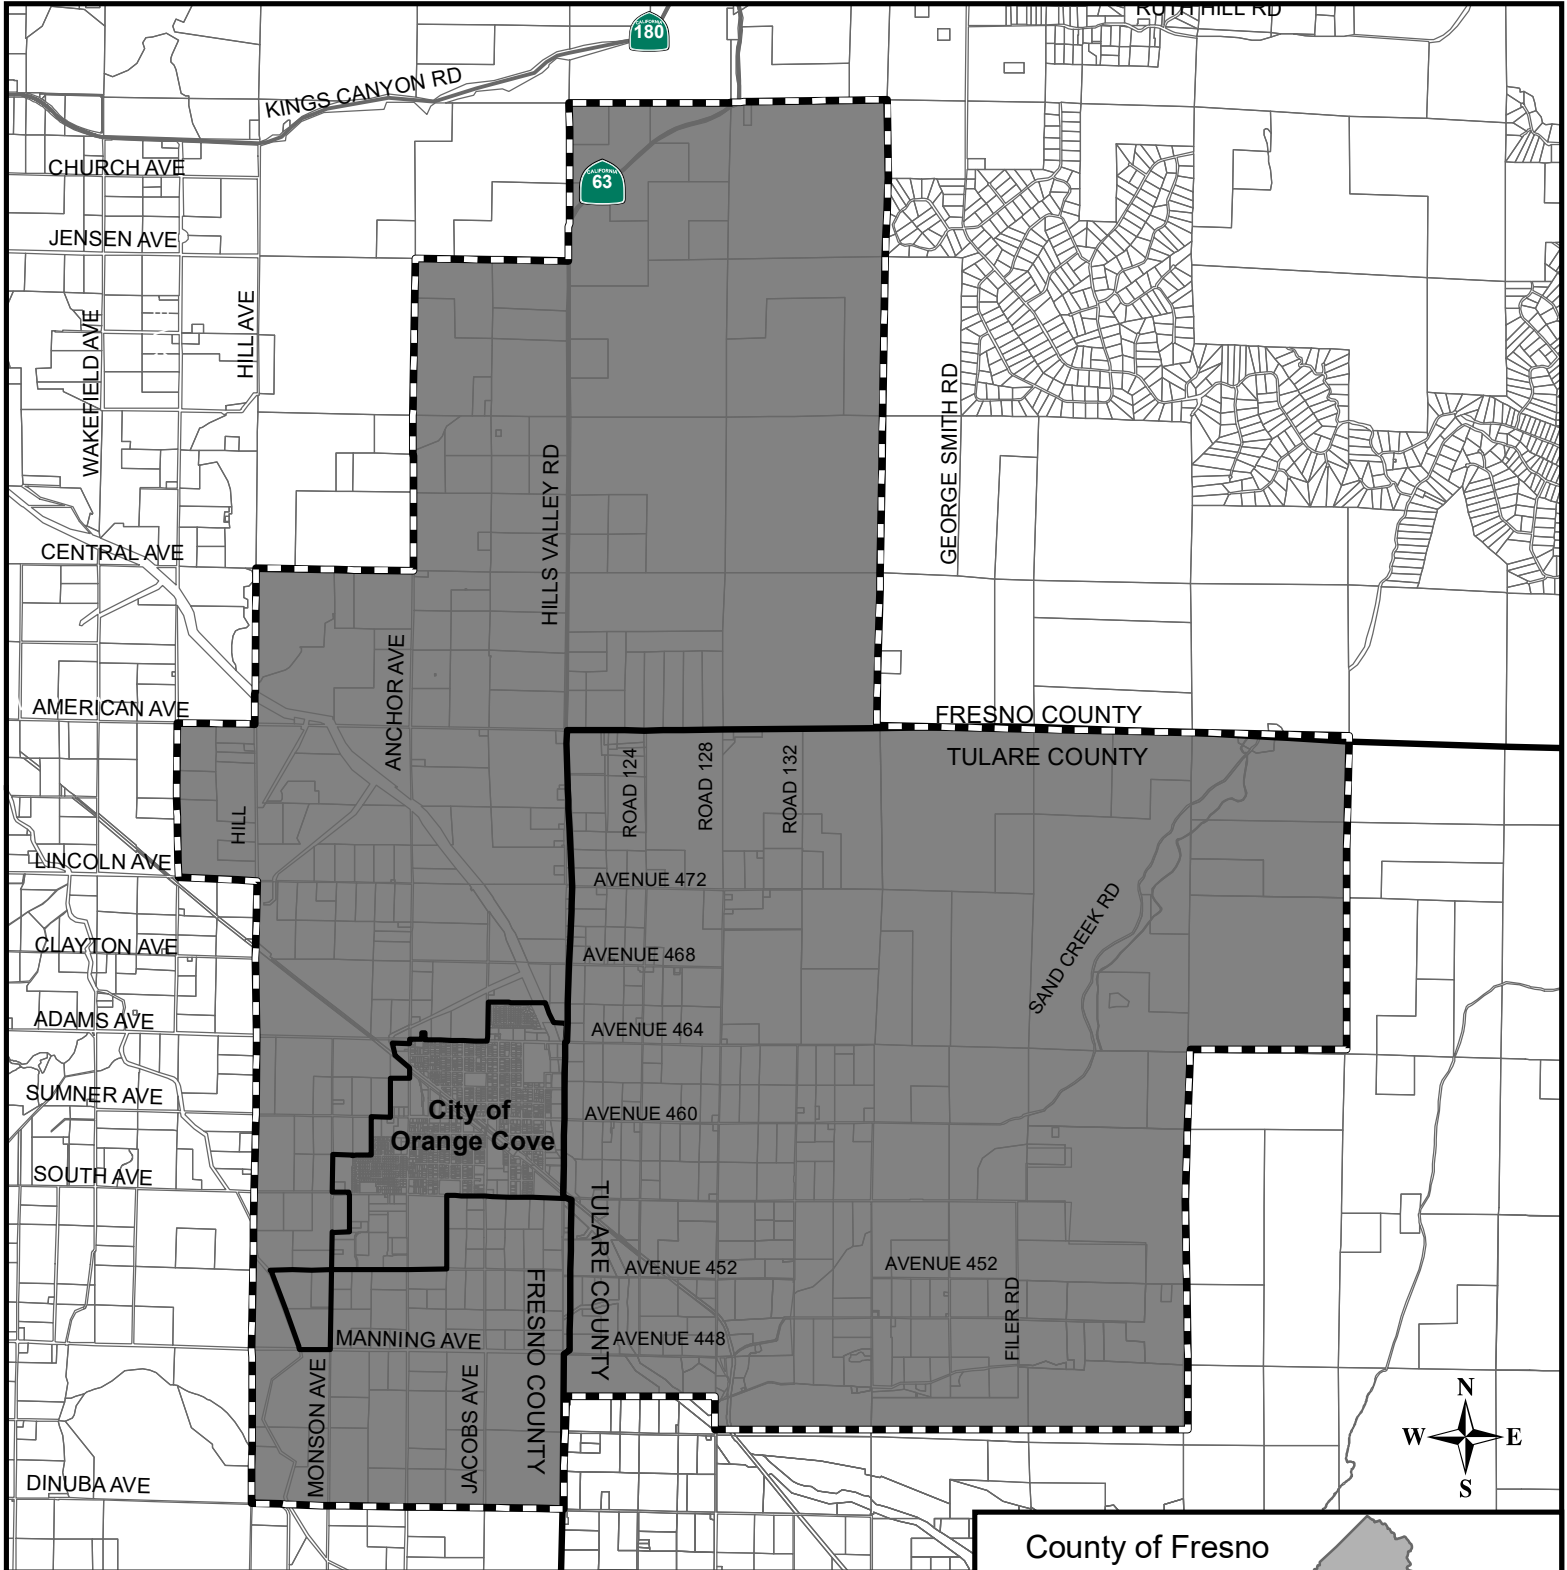 RUTH HILL RD
CALIFORNIA
180
KINGS CANYON RD
CHURCH AVE
CALIFORNIA
63
JENSEN AVE
WAKEFIELD AVE
HILL AVE
GEORGE SMITH RD
HILLS VALLEY RD
CENTRAL AVE
ANCHOR AVE
AMERICAN AVE
FRESNO COUNTY
TULARE COUNTY
ROAD 124
ROAD 128
ROAD 132
HILL
LINCOLN AVE
AVENUE 472
SAND CREEK RD
CLAYTON AVE
AVENUE 468
ADAMS AVE
AVENUE 464
SUMNER AVE
City of
Orange Cove
AVENUE 460
SOUTH AVE
TULARE COUNTY
FRESNO COUNTY
AVENUE 452
AVENUE 452
FILER RD
MANNING AVE
AVENUE 448
MONSON AVE
JACOBS AVE
DINUBA AVE
N
W
E
S
County of Fresno